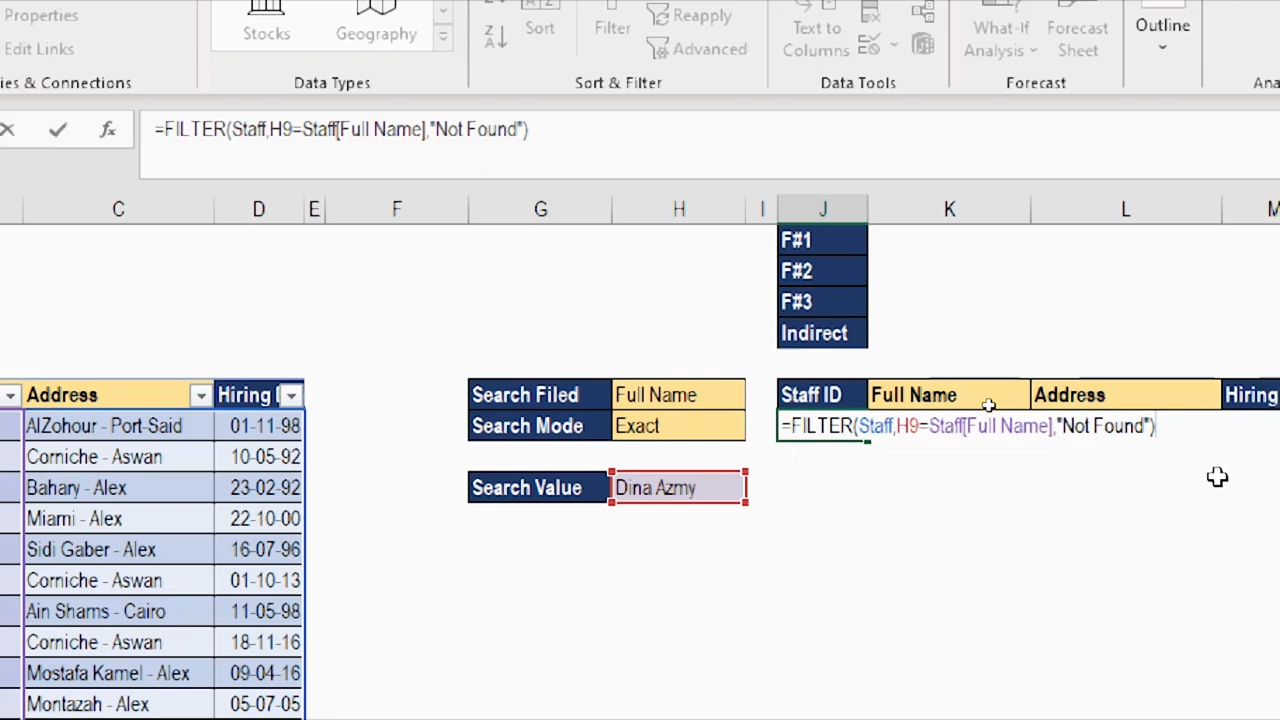 Properties
Edit Links
Stocks
Geography
Data Types
Sort
Filter
Reapply
Advanced
Sort & Filter
Text to
Columns
Data Tools
What-If
Analysis
Forecast
Sheet
Forecast
Outline
=FILTER(Staff,H9=Staff[Full Name],"Not Found")
C D E F G H I J K L M
F#1
F#2
F#3
Indirect
Address Hiring
AlZohour - Port-Said 01-11-98
Corniche - Aswan 10-05-92
Bahary - Alex 23-02-92
Miami - Alex 22-10-00
Sidi Gaber - Alex 16-07-96
Corniche - Aswan 01-10-13
Ain Shams - Cairo 11-05-98
Corniche - Aswan 18-11-16
Mostafa Kamel - Alex 09-04-16
Montazah - Alex 05-07-05
Search Filed Full Name
Search Mode Exact
Search Value Dina Azmy
Staff ID Full Name Address Hiring
=FILTER(Staff,H9=Staff[Full Name],"Not Found")